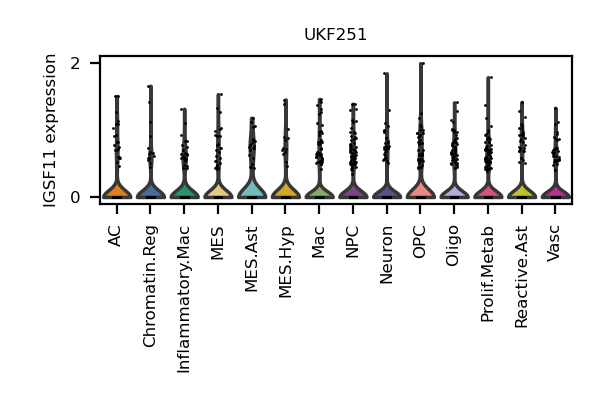 UKF251
IGSF11 expression
2
0
AC
Chromatin.Reg
Inflammatory.Mac
MES
MES.Ast
MES.Hyp
Mac
NPC
Neuron
OPC
Oligo
Prolif.Metab
Reactive.Ast
Vasc